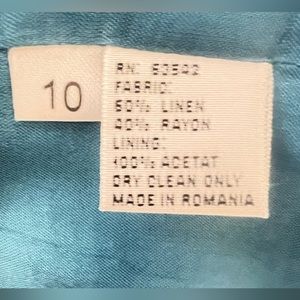 10
RN: 53542
FABRIC:
60% LINEN
40% RAYON
LINING:
100% ACETAT
DRY CLEAN ONLY
MADE IN ROMANIA